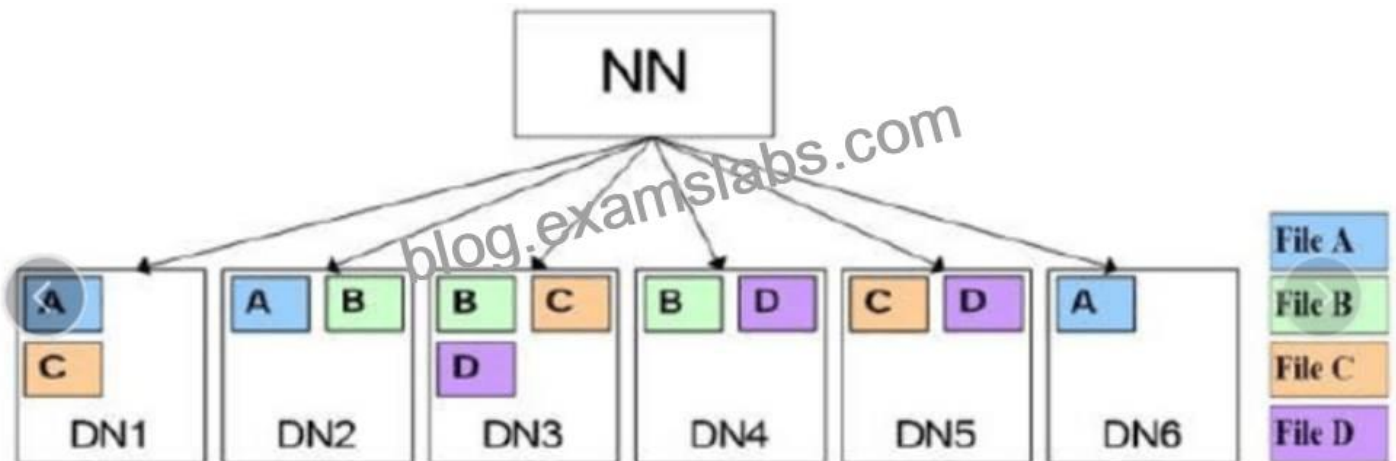 NN
blog.examslabs.com
A
C
DN1
A B
DN2
B C
D
DN3
B D
DN4
C D
DN5
A
DN6
File A
File B
File C
File D